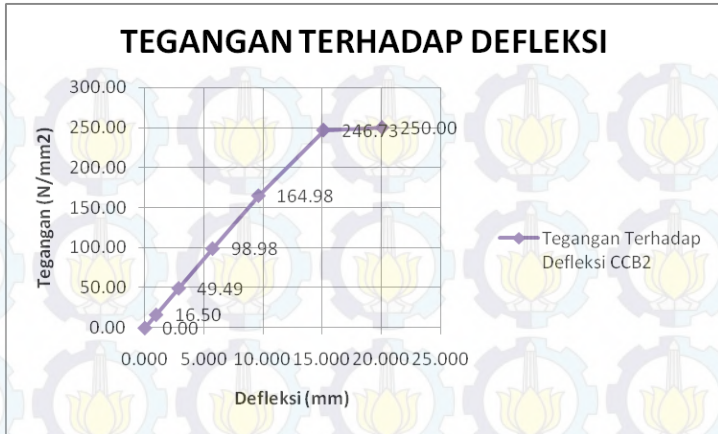 TEGANGAN TERHADAP DEFLEKSI
Tegangan (N/mm2)
300.00
250.00
200.00
150.00
100.00
50.00
0.00
0.00
16.50
49.49
98.98
164.98
246.73
250.00
0.000 5.000 10.000 15.000 20.000 25.000
Defleksi (mm)
Tegangan Terhadap
Defleksi CCB2